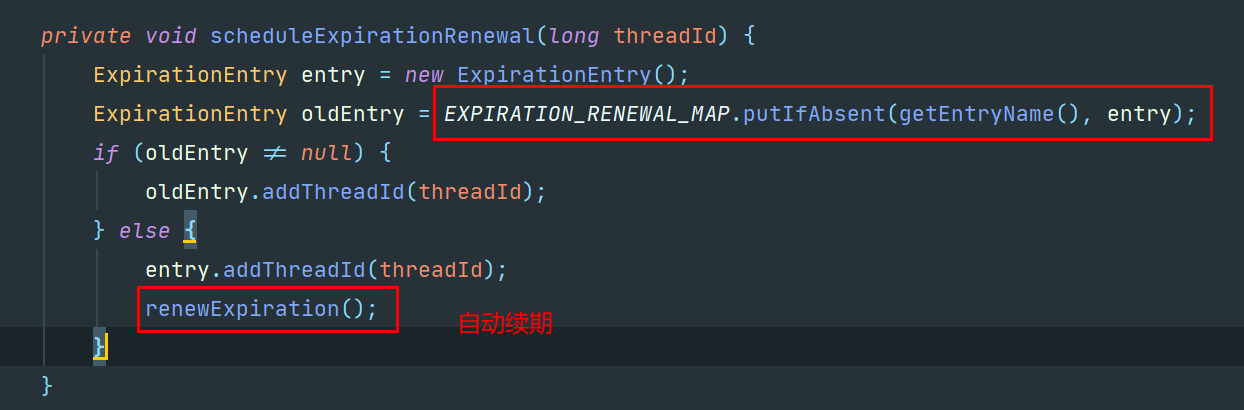 private void scheduleExpirationRenewal(long threadId) {
ExpirationEntry entry = new ExpirationEntry();
ExpirationEntry oldEntry = EXPIRATION_RENEWAL_MAP.putIfAbsent(getEntryName(), entry);
if (oldEntry ≠ null) {
oldEntry.addThreadId(threadId);
} else {
entry.addThreadId(threadId);
renewExpiration(); 自动续期
}
}